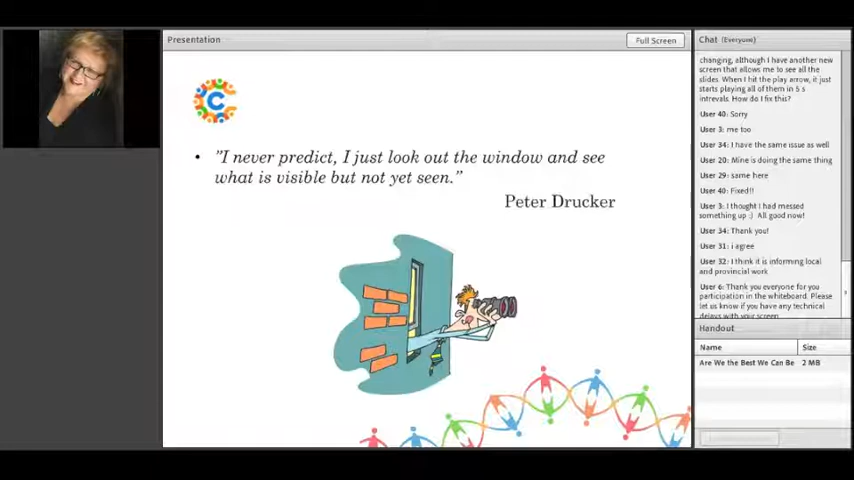 Presentation
Full Screen
C
• "I never predict, I just look out the window and see
what is visible but not yet seen."
Peter Drucker
Chat (Everyone)
changing, although I have another new
screen that allows me to see all the
slides. When I hit the play arrow, it just
starts playing all of them in 5 s
intrevals. How do I fix this?
User 40: Sorry
User 3: me too
User 34: I have the same issue as well
User 20: Mine is doing the same thing
User 29: same here
User 40: Fixed!!
User 3: I thought I had messed
something up :) All good now!
User 34: Thank you!
User 31: i agree
User 32: I think it is informing local
and provincial work
User 6: Thank you everyone for you
participation in the whiteboard. Please
let us know if you have any technical
delays with your screen
Handout
Name Size
Are We the Best We Can Be 2 MB